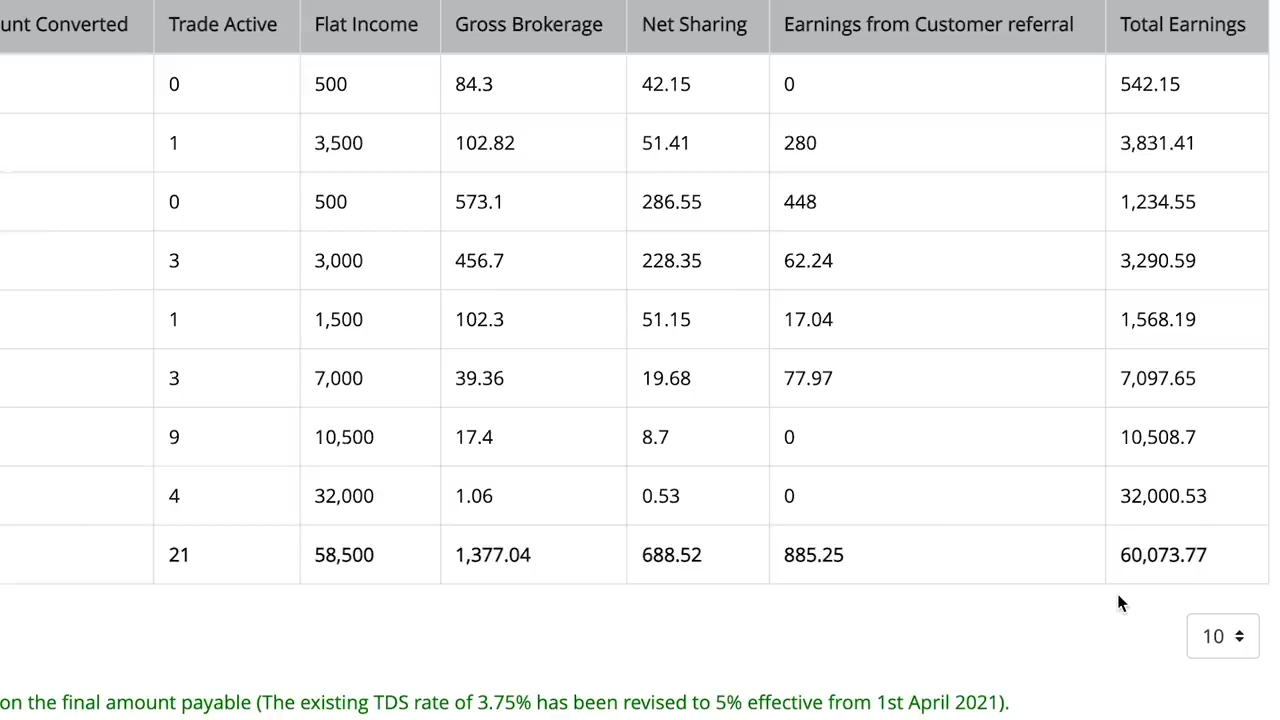 unt Converted Trade Active Flat Income Gross Brokerage Net Sharing Earnings from Customer referral Total Earnings
0 500 84.3 42.15 0 542.15
1 3,500 102.82 51.41 280 3,831.41
0 500 573.1 286.55 448 1,234.55
3 3,000 456.7 228.35 62.24 3,290.59
1 1,500 102.3 51.15 17.04 1,568.19
3 7,000 39.36 19.68 77.97 7,097.65
9 10,500 17.4 8.7 0 10,508.7
4 32,000 1.06 0.53 0 32,000.53
21 58,500 1,377.04 688.52 885.25 60,073.77
10
on the final amount payable (The existing TDS rate of 3.75% has been revised to 5% effective from 1st April 2021).